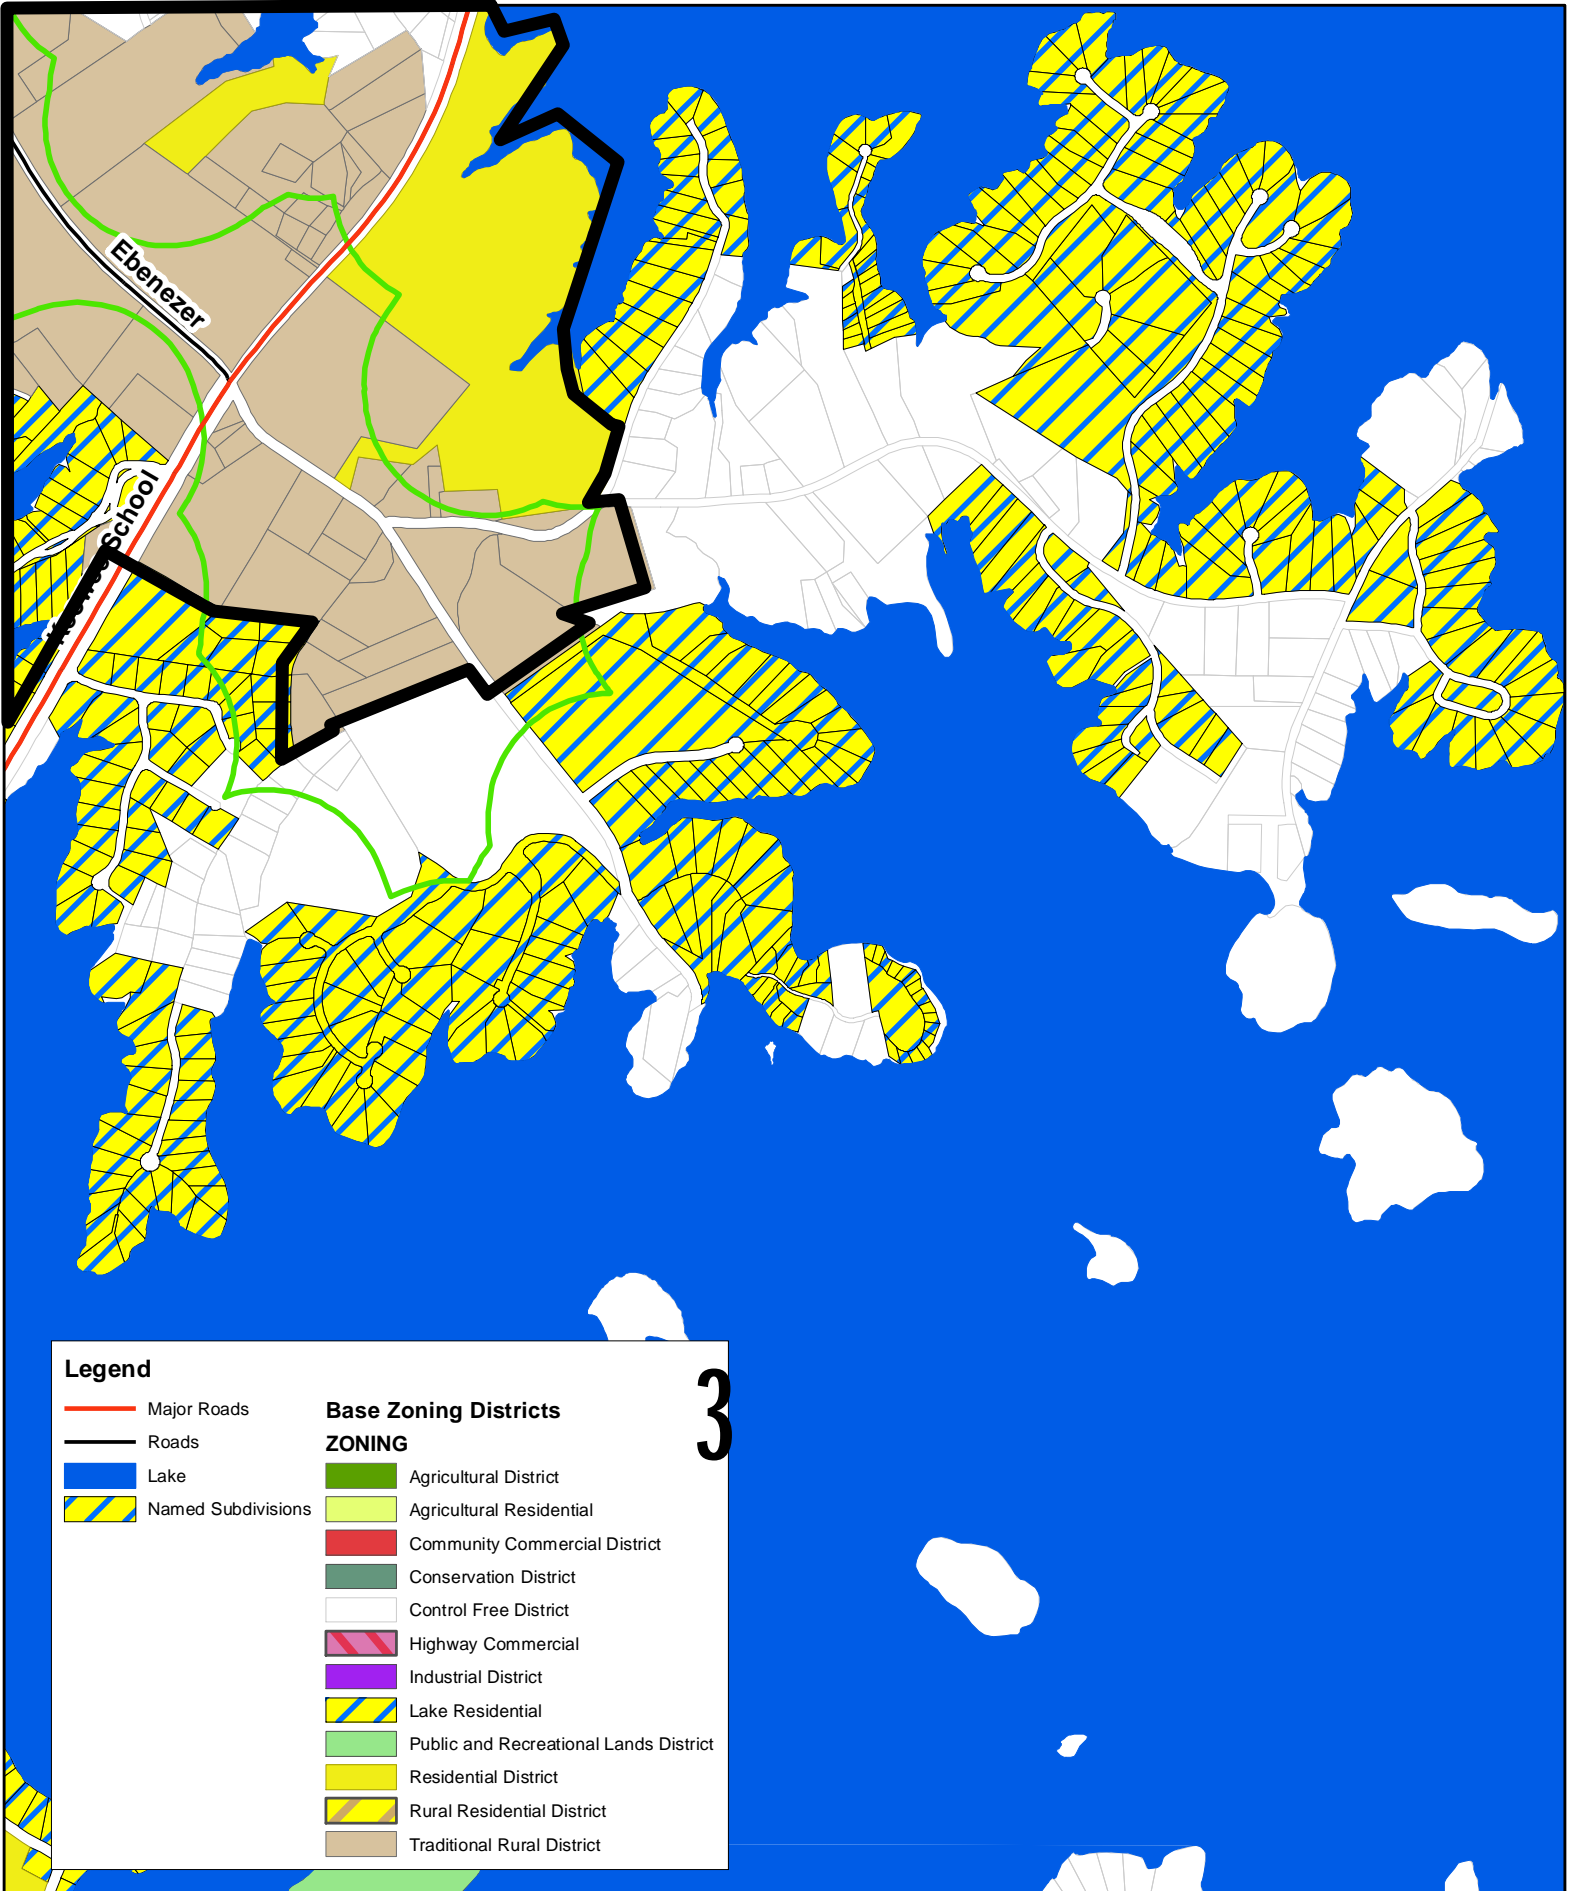 Ebenezer
Keowee School
Legend
3
Major Roads
Roads
Lake
Named Subdivisions
Base Zoning Districts
ZONING
Agricultural District
Agricultural Residential
Community Commercial District
Conservation District
Control Free District
Highway Commercial
Industrial District
Lake Residential
Public and Recreational Lands District
Residential District
Rural Residential District
Traditional Rural District